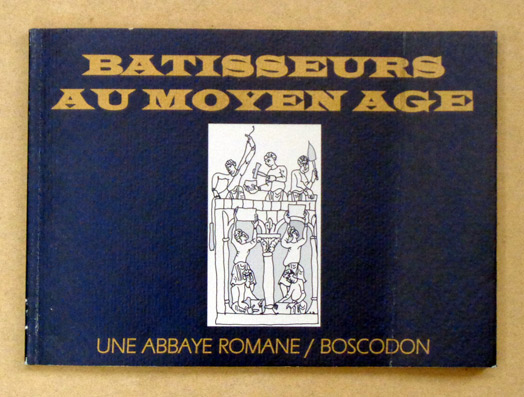 BATISSEURS
AU MOYEN AGE
UNE ABBAYE ROMANE / BOSCODON